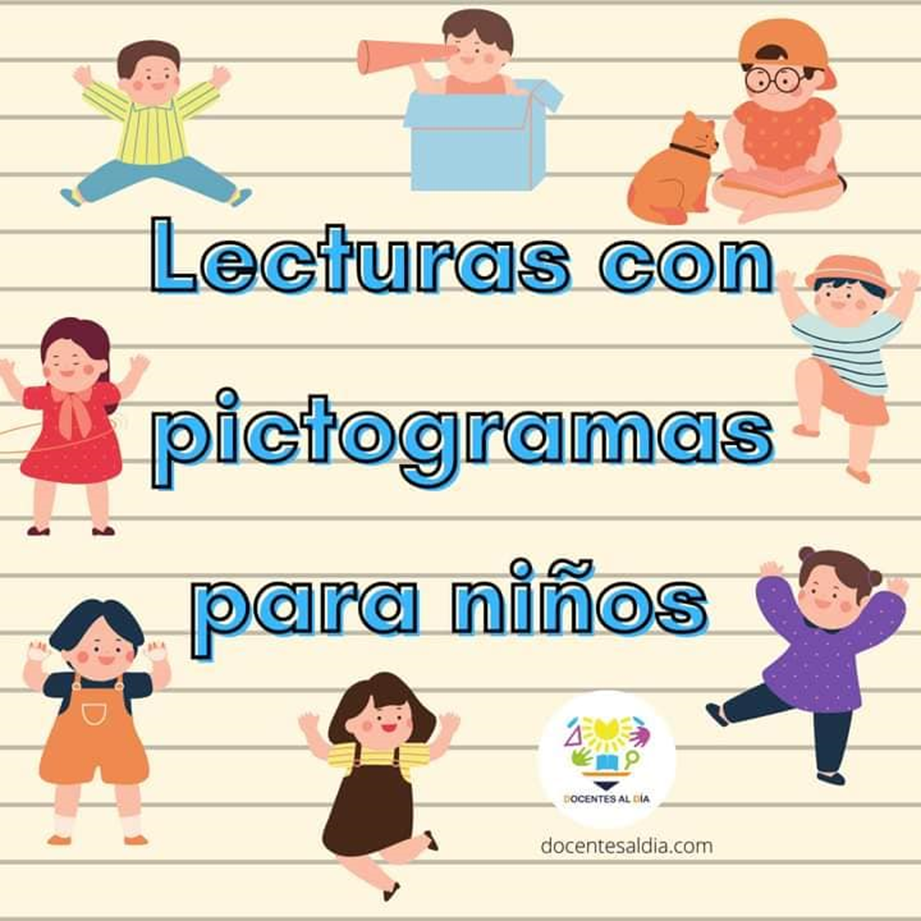 Lecturas con
pictogramas
para niños
DOCENTES AL DÍA
docentesaldia.com